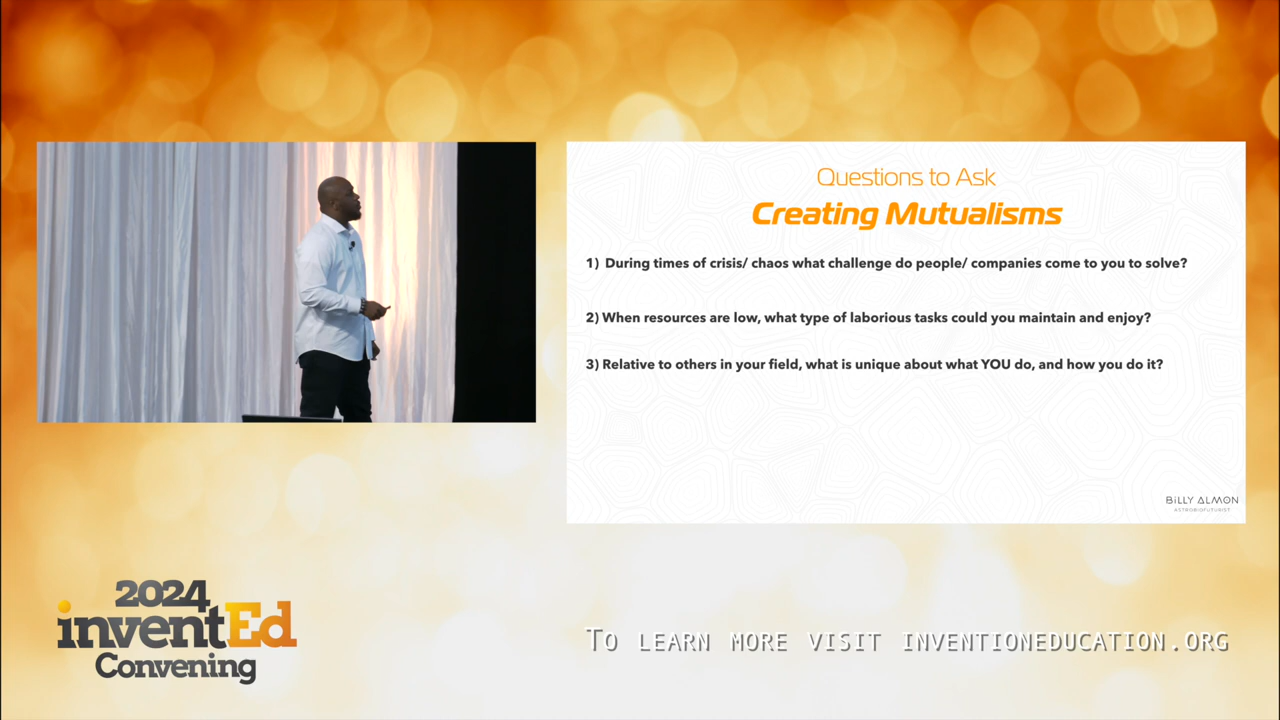 Questions to Ask
Creating Mutualisms
1) During times of crisis/ chaos what challenge do people/ companies come to you to solve?
2) When resources are low, what type of laborious tasks could you maintain and enjoy?
3) Relative to others in your field, what is unique about what YOU do, and how you do it?
BiLLY ALMON
ASTROBIOFUTURIST
2024
inventEd
Convening
To learn more visit inventioneducation.org